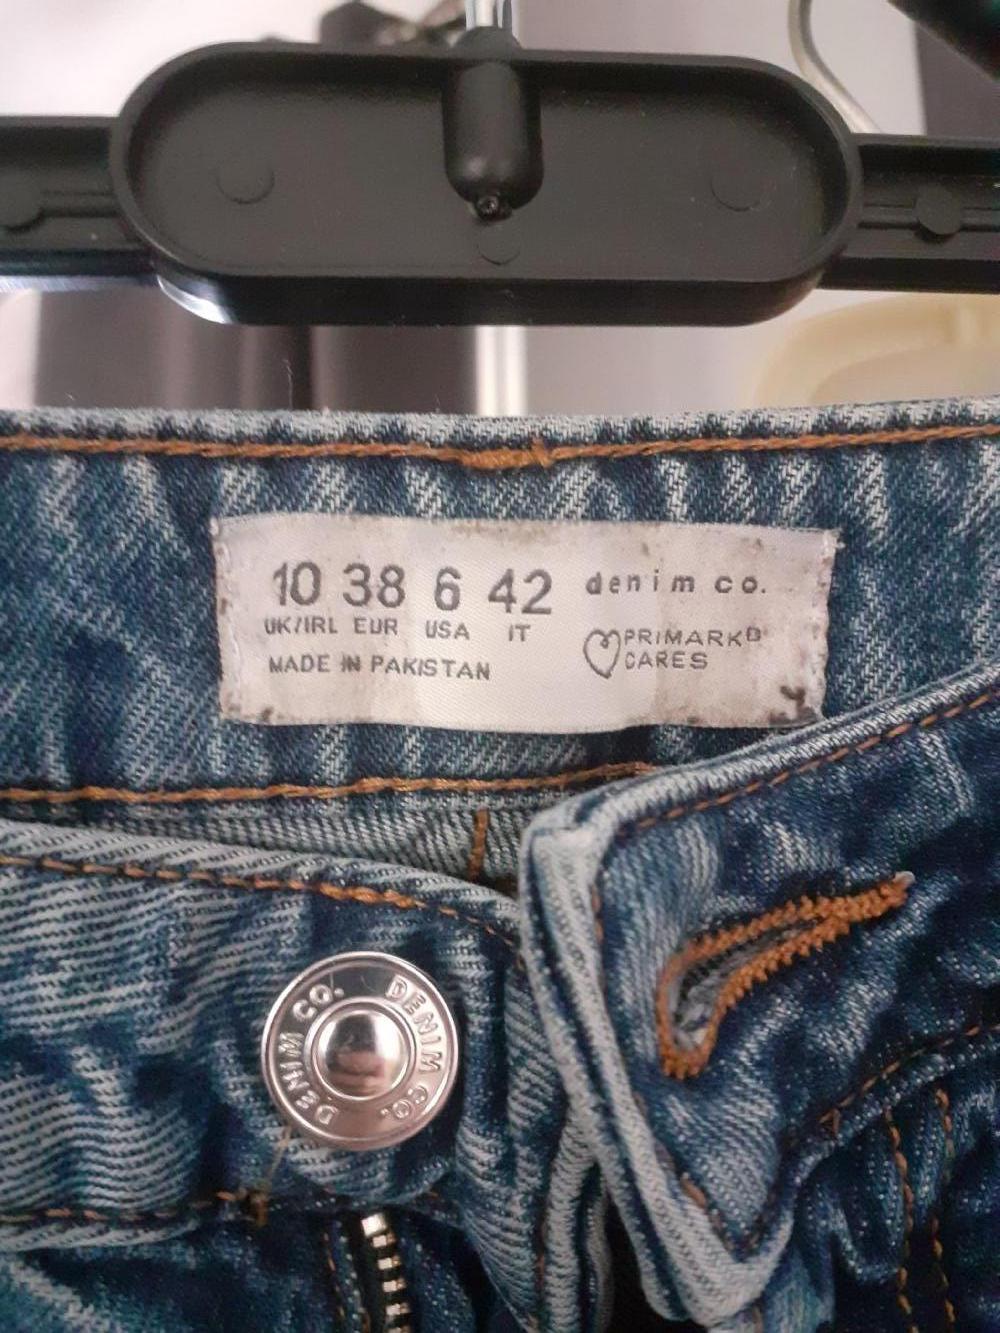 10 38 6 42
UK/IRL EUR USA IT
MADE IN PAKISTAN
denim co.
PRIMARK®
CARES
DENIM CO. DENIM CO.